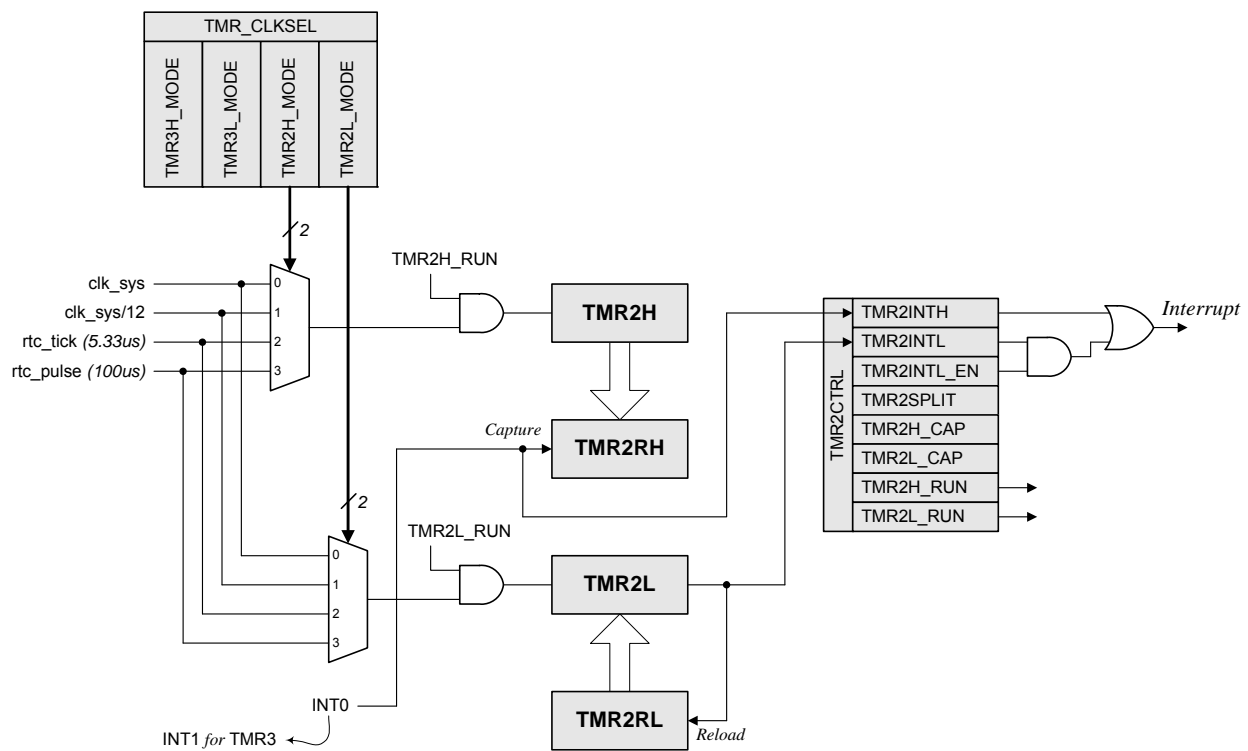 TMR_CLKSEL
TMR3H_MODE
TMR3L_MODE
TMR2H_MODE
TMR2L_MODE
2
TMR2H_RUN
clk_sys
0
clk_sys/12
1
rtc_tick (5.33us)
2
rtc_pulse (100us)
3
TMR2H
Capture
TMR2RH
TMR2CTRL
TMR2INTH
TMR2INTL
TMR2INTL_EN
TMR2SPLIT
TMR2H_CAP
TMR2L_CAP
TMR2H_RUN
TMR2L_RUN
Interrupt
2
TMR2L_RUN
0
1
2
3
TMR2L
TMR2RL
Reload
INT0
INT1 for TMR3